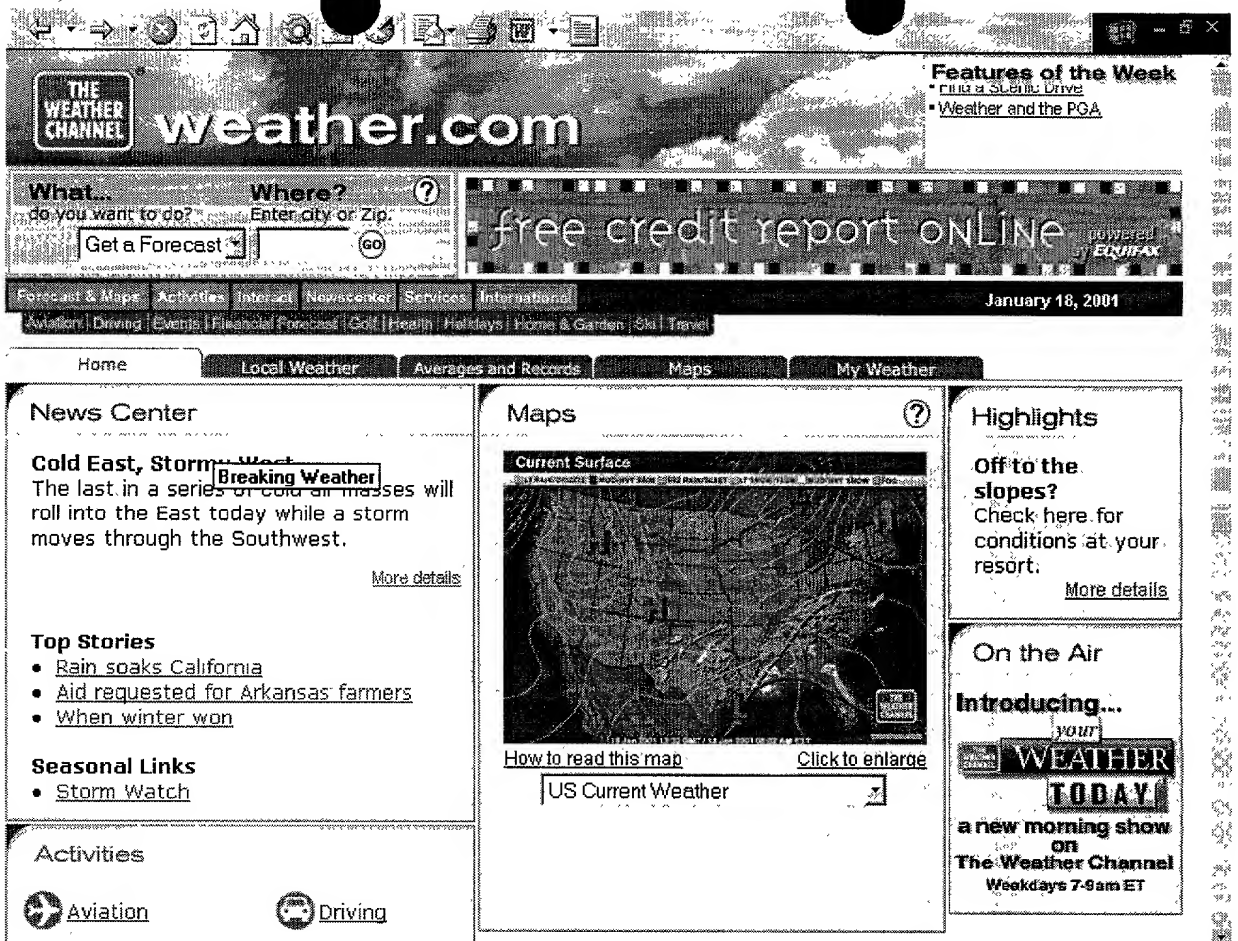 THE
WEATHER
CHANNEL
weather.com
Features of the Week
Find a Scenic Drive
Weather and the PGA
What...
do you want to do?
Get a Forecast
Where?
Enter city or Zip:
?
GO
free credit report onLiNe
powered
by EQUIFAX
Forecast & Maps Activities Interact Newscenter Services International
January 18, 2001
Aviation | Driving | Events | Financial Forecast | Golf | Health | Holidays | Home & Garden | Ski | Travel
Home Local Weather Averages and Records Maps My Weather
News Center
Cold East, Stormy West
Breaking Weather
The last in a series of cold air masses will
roll into the East today while a storm
moves through the Southwest.
More details
Top Stories
• Rain soaks California
• Aid requested for Arkansas farmers
• When winter won
Seasonal Links
• Storm Watch
Activities
Aviation
Driving
Maps
?
Current Surface
THE
WEATHER
CHANNEL
How to read this map
Click to enlarge
US Current Weather
Highlights
Off to the
slopes?
Check here for
conditions at your
resort.
More details
On the Air
Introducing...
your
WEATHER
TODAY
a new morning show
on
The Weather Channel
Weekdays 7-9am ET